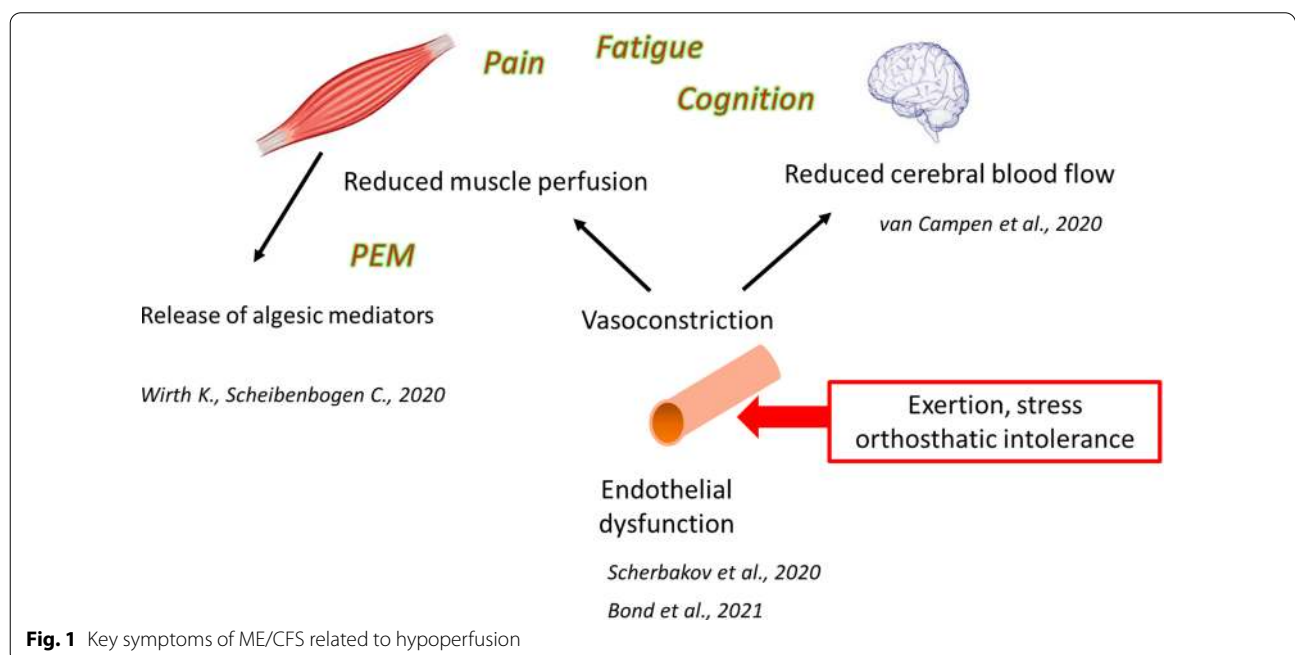 Pain
Fatigue
Cognition
Reduced muscle perfusion
Reduced cerebral blood flow
van Campen et al., 2020
PEM
Release of algesic mediators
Vasoconstriction
Wirth K., Scheibenbogen C., 2020
Exertion, stress
orthosthatic intolerance
Endothelial
dysfunction
Scherbakov et al., 2020
Bond et al., 2021
Fig. 1 Key symptoms of ME/CFS related to hypoperfusion